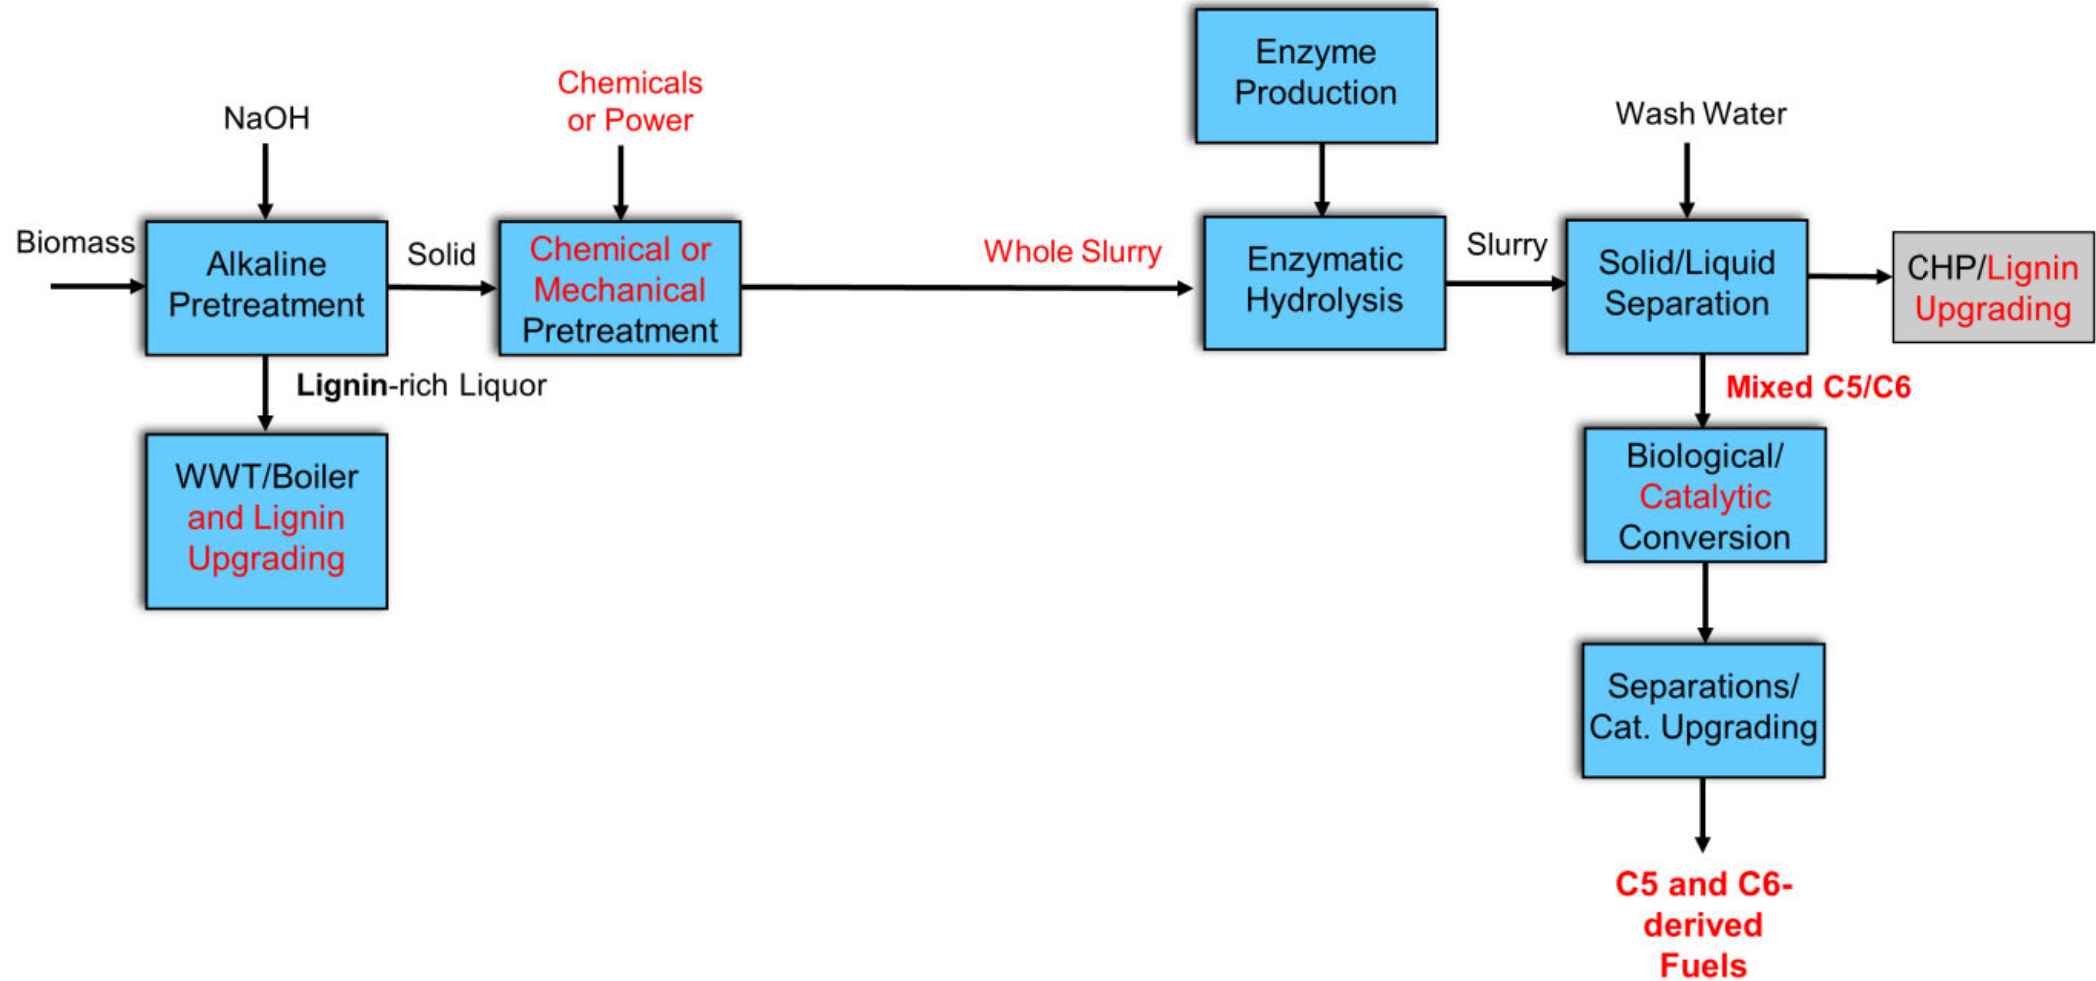 Enzyme
Production
Chemicals
or Power
NaOH
Wash Water
Biomass
Alkaline
Pretreatment
Solid
Chemical or
Mechanical
Pretreatment
Whole Slurry
Enzymatic
Hydrolysis
Slurry
Solid/Liquid
Separation
CHP/Lignin
Upgrading
Lignin-rich Liquor
Mixed C5/C6
WWT/Boiler
and Lignin
Upgrading
Biological/
Catalytic
Conversion
Separations/
Cat. Upgrading
C5 and C6-
derived
Fuels